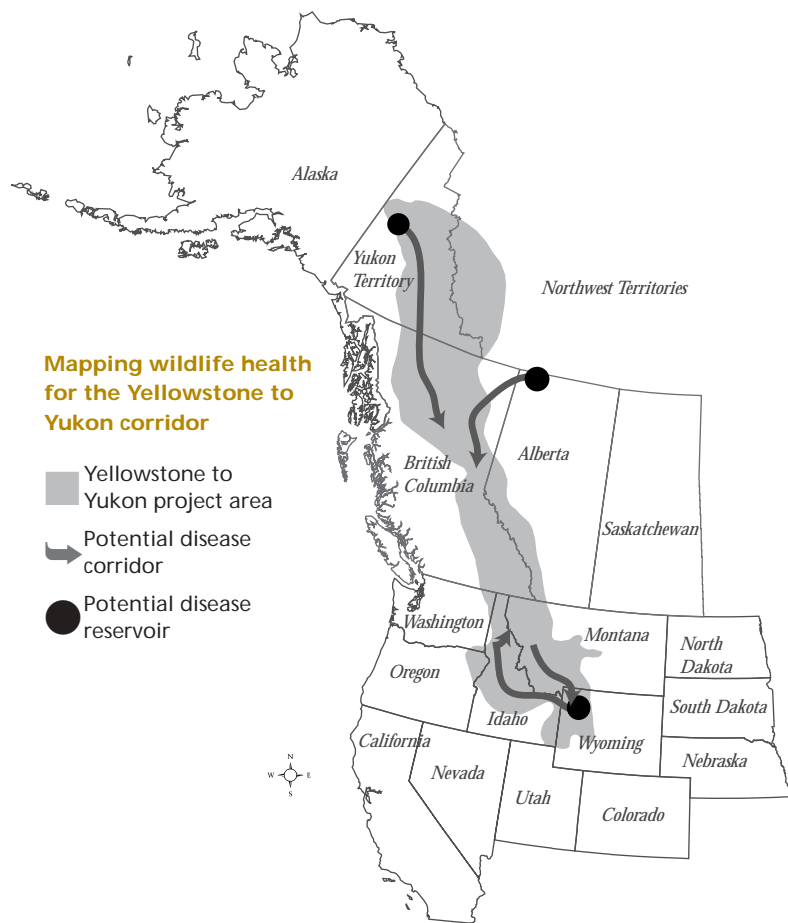 Alaska
Yukon
Territory
Northwest Territories
Mapping wildlife health
for the Yellowstone to
Yukon corridor
Yellowstone to
Yukon project area
Potential disease
corridor
Potential disease
reservoir
British
Columbia
Alberta
Saskatchewan
Washington
Montana
North
Dakota
Oregon
Idaho
South Dakota
Wyoming
California
Nevada
Nebraska
Utah
Colorado
N
W E
S